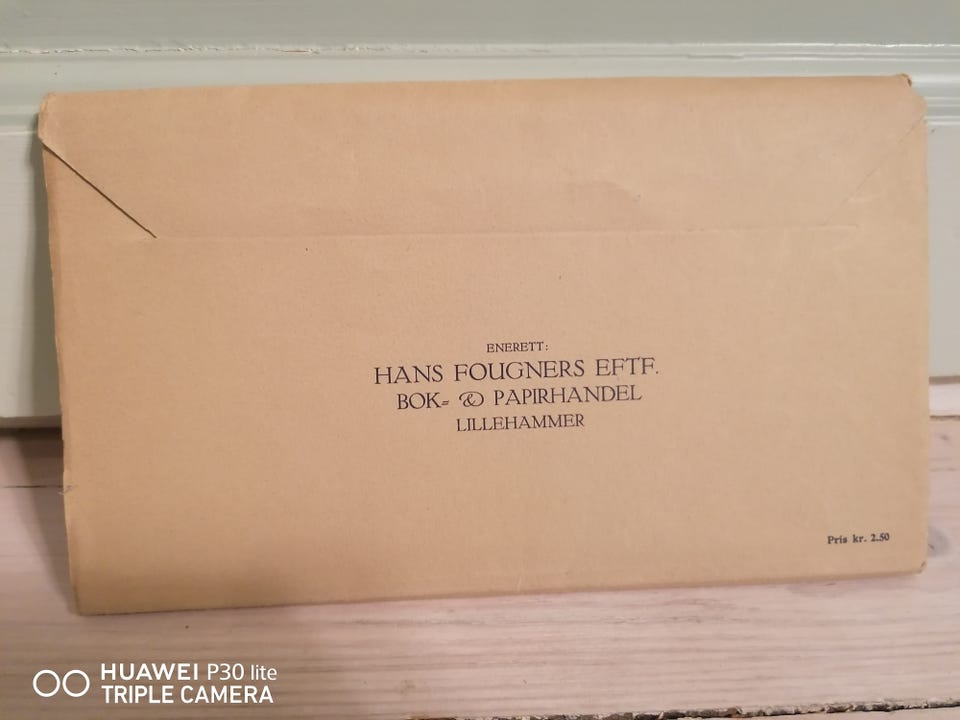 ENERETT:
HANS FOUGNERS EFTF.
BOK= & PAPIRHANDEL
LILLEHAMMER
Pris kr. 2.50
HUAWEI P30 lite
TRIPLE CAMERA